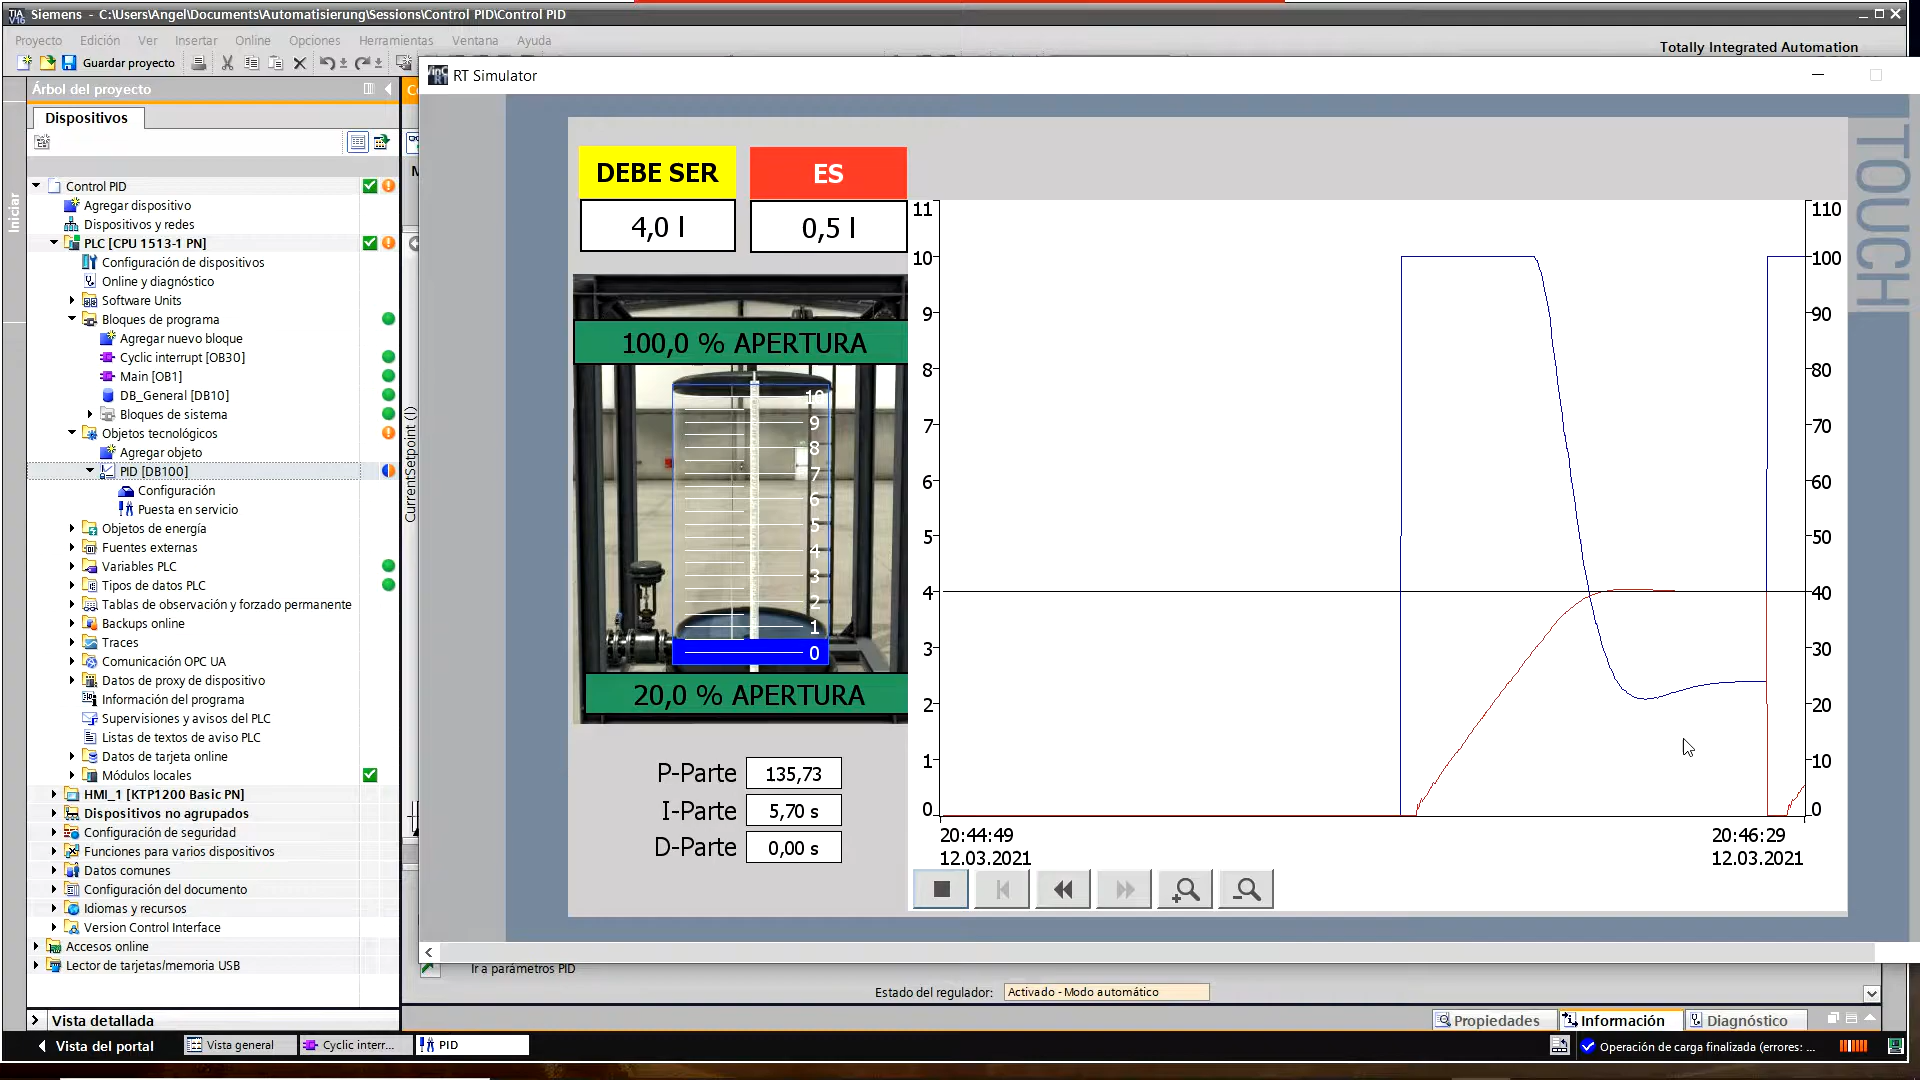 Siemens - C:\Users\Angel\Documents\Automatisierung\Sessions\Control PID\Control PID
Proyecto Edición Ver Insertar Online Opciones Herramientas Ventana Ayuda
Totally Integrated Automation
Guardar proyecto
RT Simulator
Árbol del proyecto
Dispositivos
Iniciar
Control PID
Agregar dispositivo
Dispositivos y redes
PLC [CPU 1513-1 PN]
Configuración de dispositivos
Online y diagnóstico
Software Units
Bloques de programa
Agregar nuevo bloque
Cyclic interrupt [OB30]
Main [OB1]
DB_General [DB10]
Bloques de sistema
Objetos tecnológicos
Agregar objeto
PID [DB100]
Configuración
Puesta en servicio
Objetos de energía
Fuentes externas
Variables PLC
Tipos de datos PLC
Tablas de observación y forzado permanente
Backups online
Traces
Comunicación OPC UA
Datos de proxy de dispositivo
Información del programa
Supervisiones y avisos del PLC
Listas de textos de aviso PLC
Datos de tarjeta online
Módulos locales
HMI_1 [KTP1200 Basic PN]
Dispositivos no agrupados
Configuración de seguridad
Funciones para varios dispositivos
Datos comunes
Configuración del documento
Idiomas y recursos
Version Control Interface
Accesos online
Lector de tarjetas/memoria USB
Vista detallada
CurrentSetpoint (l)
DEBE SER
ES
4,0 l
0,5 l
100,0 % APERTURA
10
9
8
7
6
5
4
3
2
1
0
20,0 % APERTURA
P-Parte 135,73
I-Parte 5,70 s
D-Parte 0,00 s
11 110
10 100
9 90
8 80
7 70
6 60
5 50
4 40
3 30
2 20
1 10
0 0
20:44:49 20:46:29
12.03.2021 12.03.2021
TOUCH
Ir a parámetros PID
Estado del regulador: Activado - Modo automático
Propiedades Información Diagnóstico
Vista del portal Vista general Cyclic interr... PID
Operación de carga finalizada (errores: ...